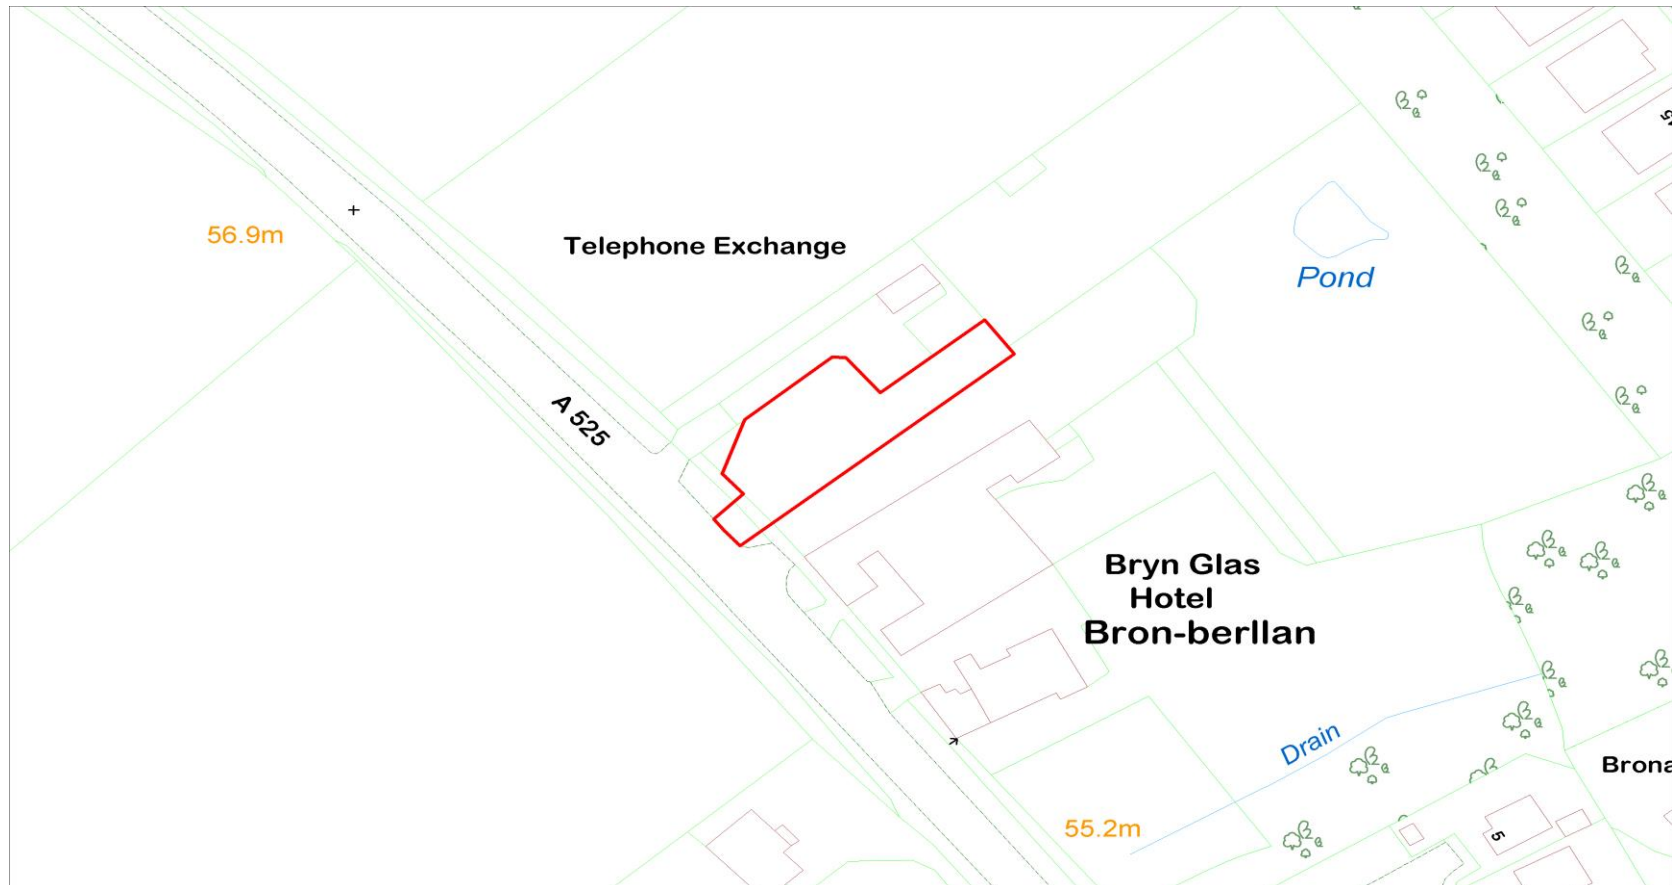 56.9m
Telephone Exchange
Pond
A 525
Bryn Glas
Hotel
Bron-berllan
Drain
55.2m
5